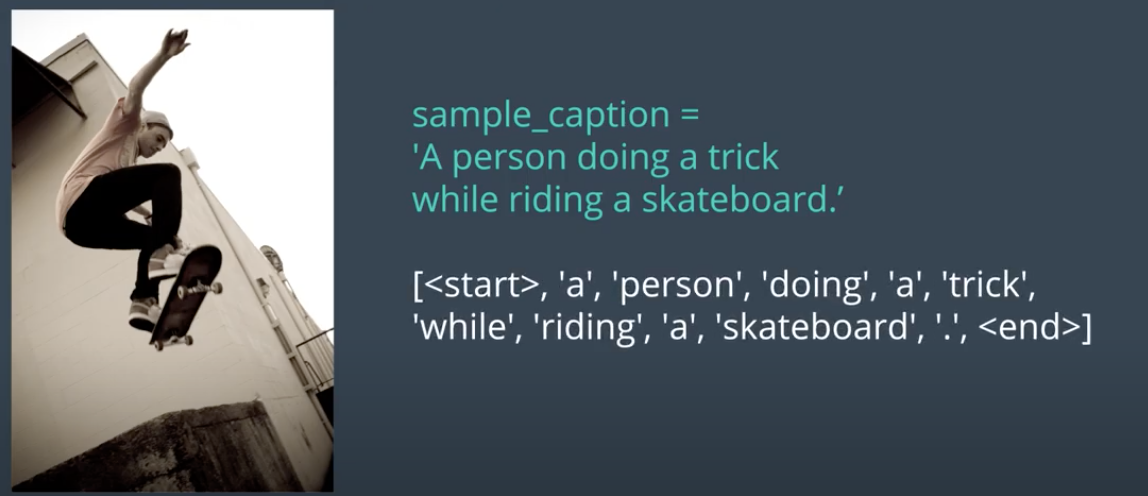 sample_caption =
'A person doing a trick
while riding a skateboard.’
[<start>, 'a', 'person', 'doing', 'a', 'trick',
'while', 'riding', 'a', 'skateboard', '.', <end>]